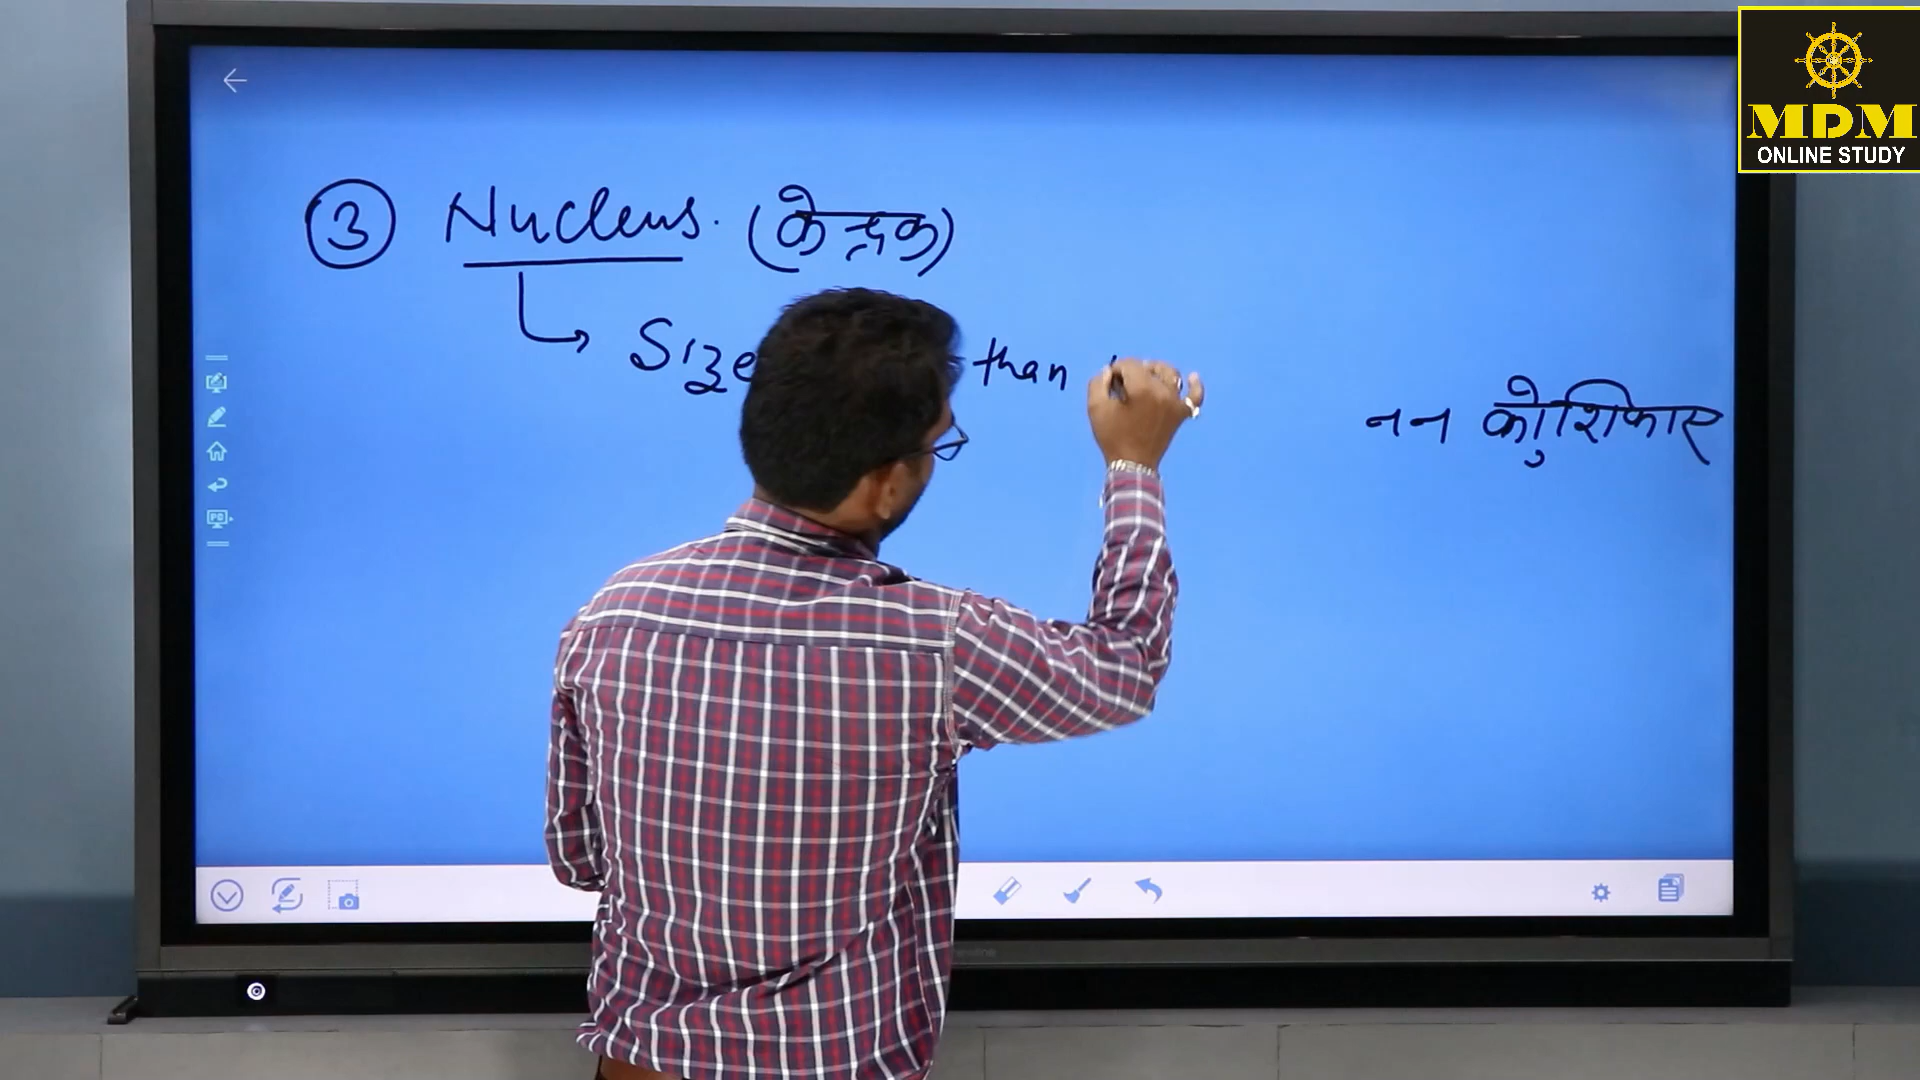 ③ Nucleus. (केन्द्रक)
Size than
नन कोशिकाए
MDM
ONLINE STUDY